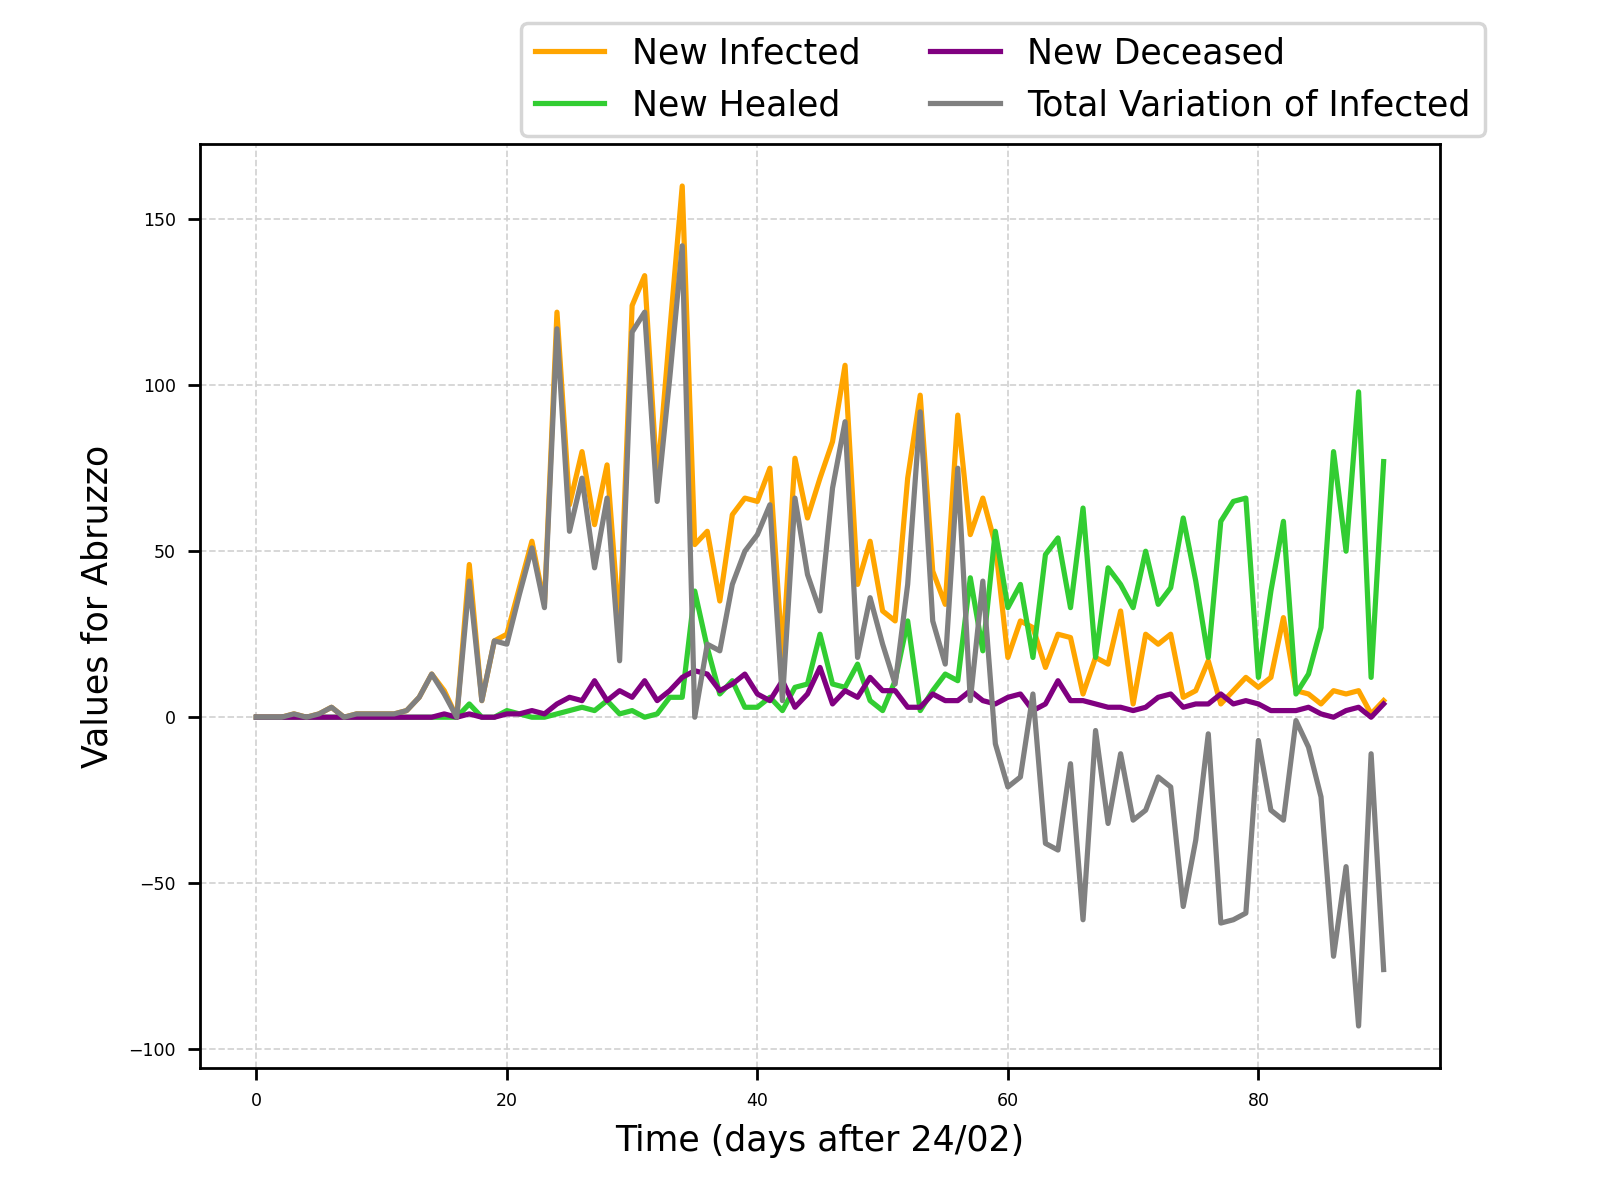 New Infected
New Healed
New Deceased
Total Variation of Infected
Values for Abruzzo
150
100
50
0
−50
−100
0 20 40 60 80
Time (days after 24/02)